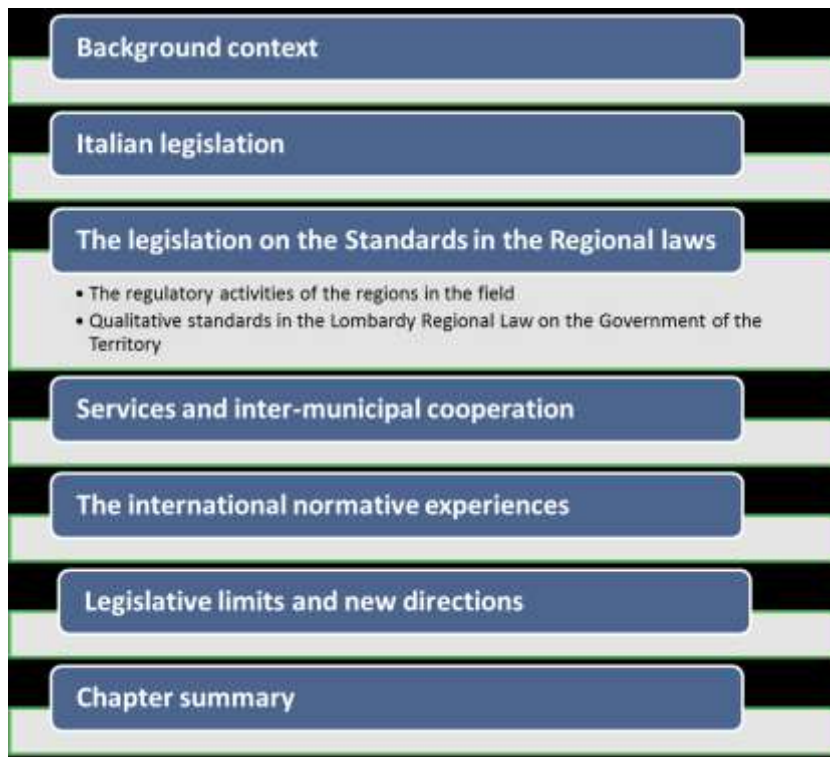 Background context
Italian legislation
The legislation on the Standards in the Regional laws
• The regulatory activities of the regions in the field
• Qualitative standards in the Lombardy Regional Law on the Government of the
Territory
Services and inter-municipal cooperation
The international normative experiences
Legislative limits and new directions
Chapter summary